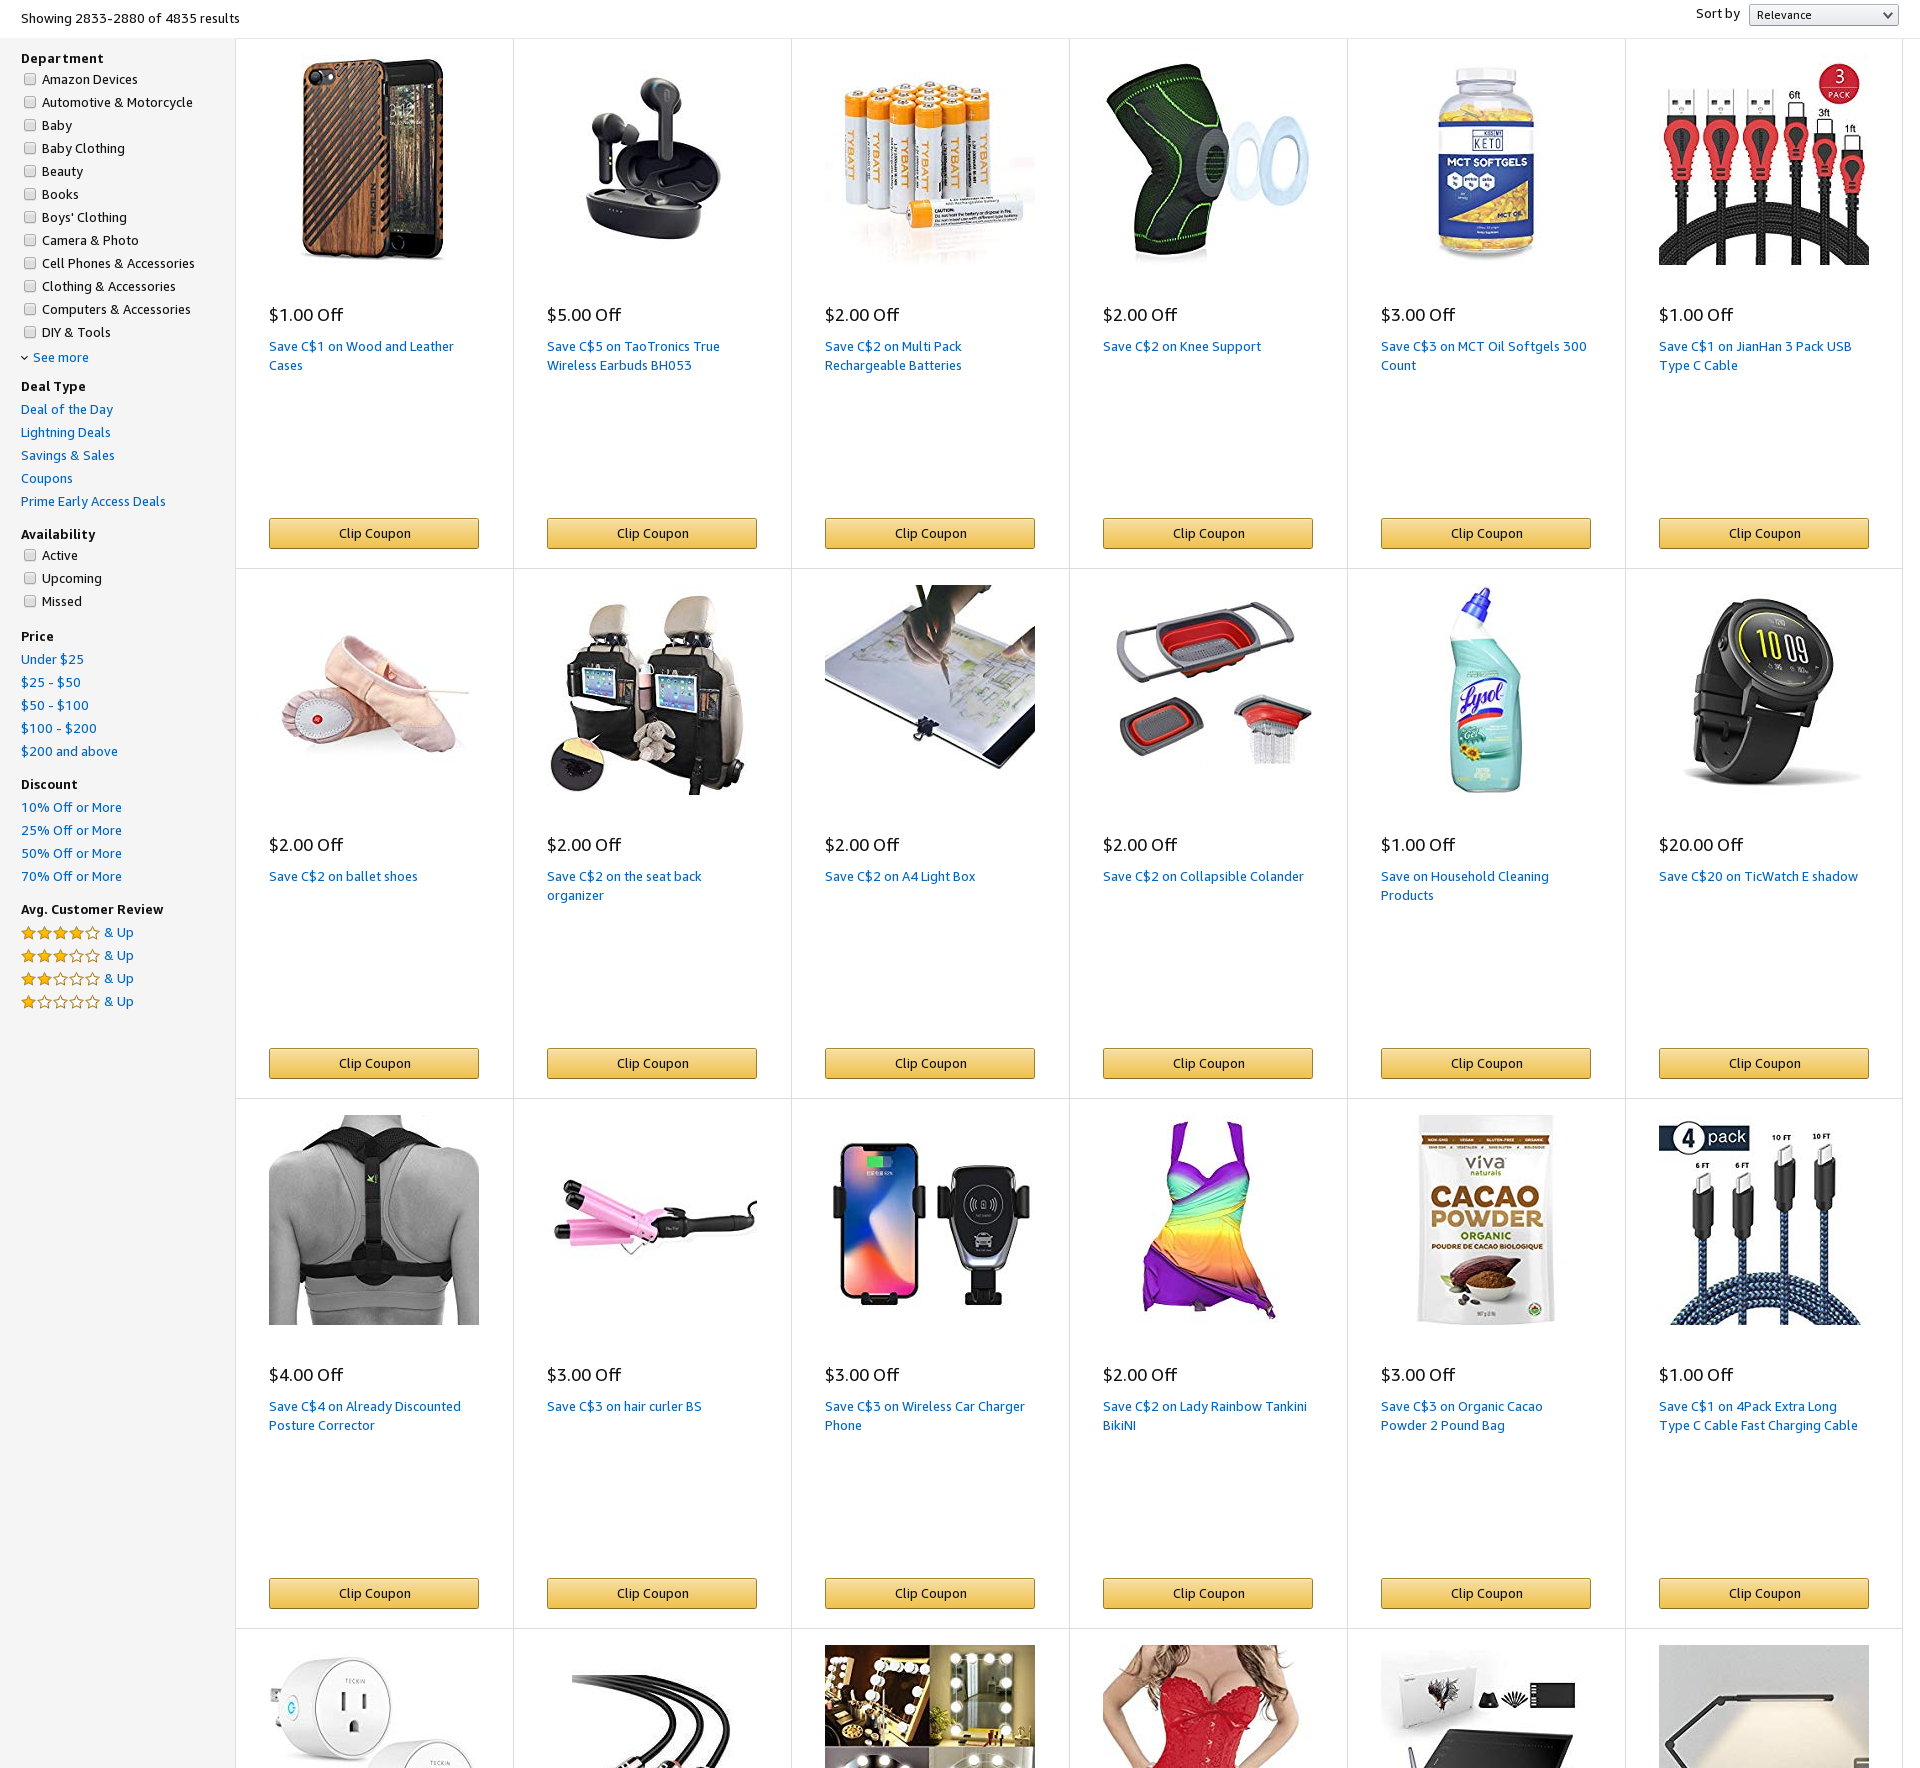 Showing 2833-2880 of 4835 results
Sort by
Relevance
Department
Amazon Devices
Automotive & Motorcycle
Baby
Baby Clothing
Beauty
Books
Boys' Clothing
Camera & Photo
Cell Phones & Accessories
Clothing & Accessories
Computers & Accessories
DIY & Tools
See more
Deal Type
Deal of the Day
Lightning Deals
Savings & Sales
Coupons
Prime Early Access Deals
Availability
Active
Upcoming
Missed
Price
Under $25
$25 - $50
$50 - $100
$100 - $200
$200 and above
Discount
10% Off or More
25% Off or More
50% Off or More
70% Off or More
Avg. Customer Review
& Up
& Up
& Up
& Up
TENDLIN
$1.00 Off
Save C$1 on Wood and Leather
Cases
Clip Coupon
$5.00 Off
Save C$5 on TaoTronics True
Wireless Earbuds BH053
Clip Coupon
TYBATT
TYBATT
TYBATT
TYBATT
TYBATT
TYBATT
CAUTION:
$2.00 Off
Save C$2 on Multi Pack
Rechargeable Batteries
Clip Coupon
$2.00 Off
Save C$2 on Knee Support
Clip Coupon
KETO
MCT SOFTGELS
MCT OIL
$3.00 Off
Save C$3 on MCT Oil Softgels 300
Count
Clip Coupon
3
PACK
6ft
3ft
1ft
$1.00 Off
Save C$1 on JianHan 3 Pack USB
Type C Cable
Clip Coupon
$2.00 Off
Save C$2 on ballet shoes
Clip Coupon
$2.00 Off
Save C$2 on the seat back
organizer
Clip Coupon
$2.00 Off
Save C$2 on A4 Light Box
Clip Coupon
$2.00 Off
Save C$2 on Collapsible Colander
Clip Coupon
Lysol
Gel
$1.00 Off
Save on Household Cleaning
Products
Clip Coupon
10 09
$20.00 Off
Save C$20 on TicWatch E shadow
Clip Coupon
$4.00 Off
Save C$4 on Already Discounted
Posture Corrector
Clip Coupon
$3.00 Off
Save C$3 on hair curler BS
Clip Coupon
$3.00 Off
Save C$3 on Wireless Car Charger
Phone
Clip Coupon
$2.00 Off
Save C$2 on Lady Rainbow Tankini
BikiNI
Clip Coupon
NON-GMO • VEGAN • GLUTEN-FREE • ORGANIC
viva
naturals
CACAO
POWDER
ORGANIC
POUDRE DE CACAO BIOLOGIQUE
$3.00 Off
Save C$3 on Organic Cacao
Powder 2 Pound Bag
Clip Coupon
4 pack
6 FT
6 FT
10 FT
10 FT
$1.00 Off
Save C$1 on 4Pack Extra Long
Type C Cable Fast Charging Cable
Clip Coupon
TECKIN
TECKIN